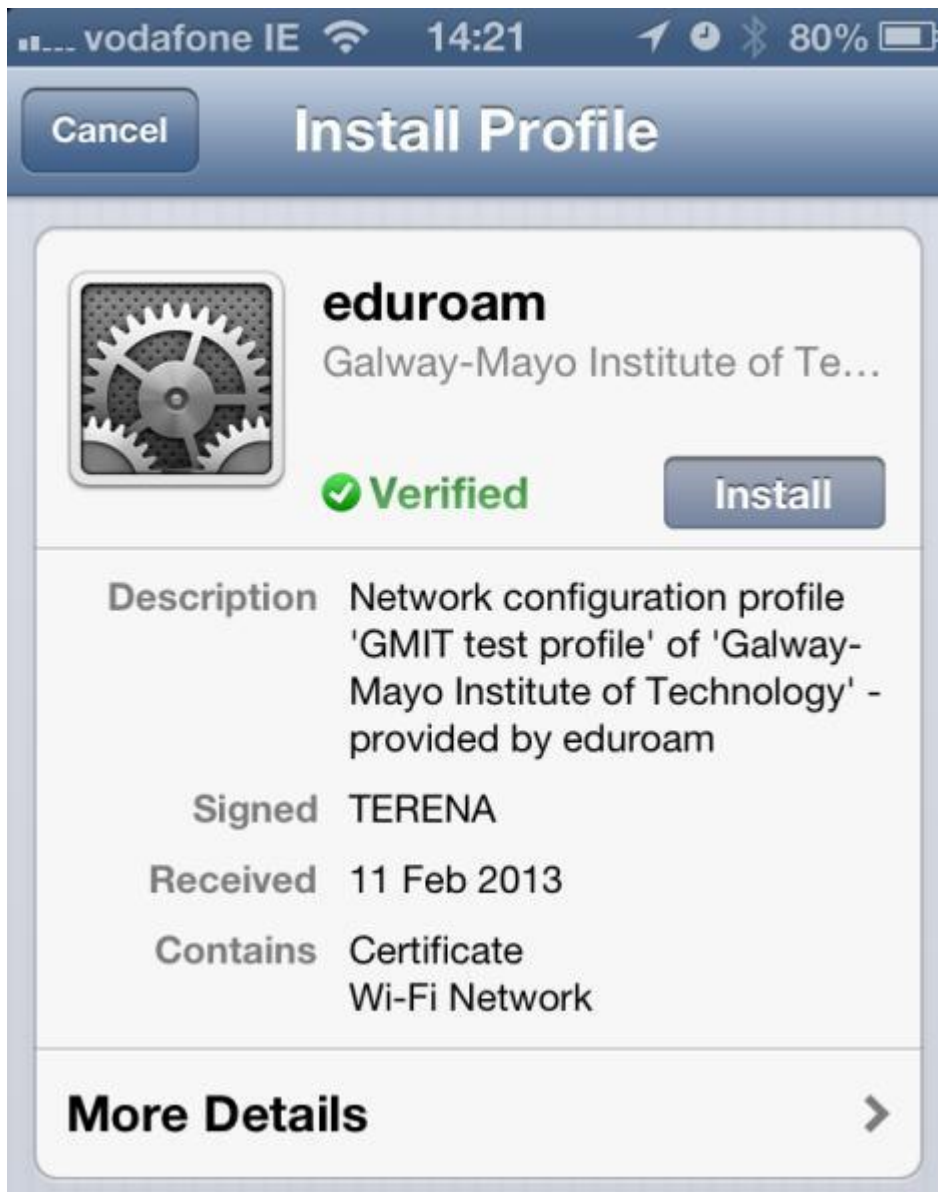 vodafone IE 14:21 80%
Cancel Install Profile
eduroam
Galway-Mayo Institute of Te...
Verified Install
Description Network configuration profile
'GMIT test profile' of 'Galway-
Mayo Institute of Technology' -
provided by eduroam
Signed TERENA
Received 11 Feb 2013
Contains Certificate
Wi-Fi Network
More Details